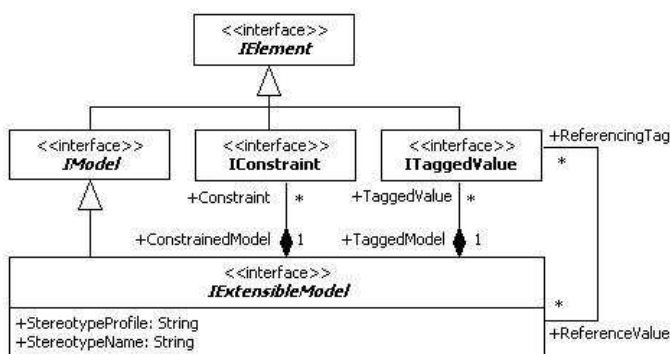 <<interface>>
IElement
<<interface>>
IModel
<<interface>>
IConstraint
<<interface>>
ITaggedValue
+ReferencingTag
*
+Constraint
*
+TaggedValue
*
+ConstrainedModel
1
+TaggedModel
1
<<interface>>
IExtensibleModel
*
+StereotypeProfile: String
+StereotypeName: String
+ReferenceValue